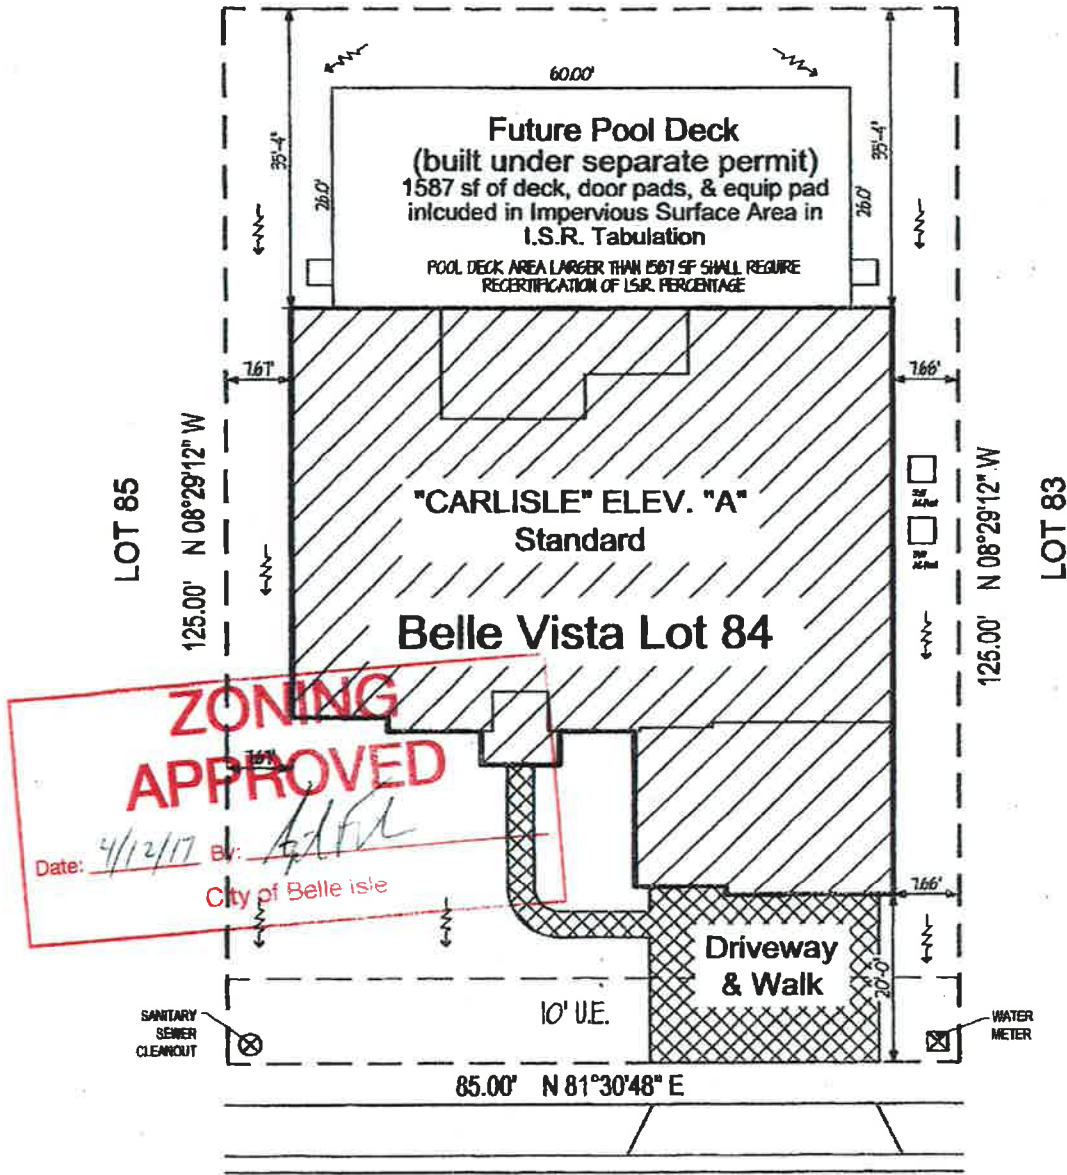 60.00'
Future Pool Deck
(built under separate permit)
1587 sf of deck, door pads, & equip pad
inlcuded in Impervious Surface Area in
I.S.R. Tabulation
POOL DECK AREA LARGER THAN 1587 SF SHALL REQUIRE
RECERTIFICATION OF I.S.R. PERCENTAGE
35'-4"
26.0'
26.0'
35'-4"
7.67'
7.66'
LOT 85
125.00' N 08°29'12" W
"CARLISLE" ELEV. "A"
Standard
Belle Vista Lot 84
125.00' N 08°29'12" W
LOT 83
ZONING
APPROVED
7.67'
Date: 4/12/17 By:
City of Belle isle
7.66'
Driveway
& Walk
20'-0"
10' U.E.
SANITARY
SEWER
CLEANOUT
WATER
METER
85.00' N 81°30'48" E